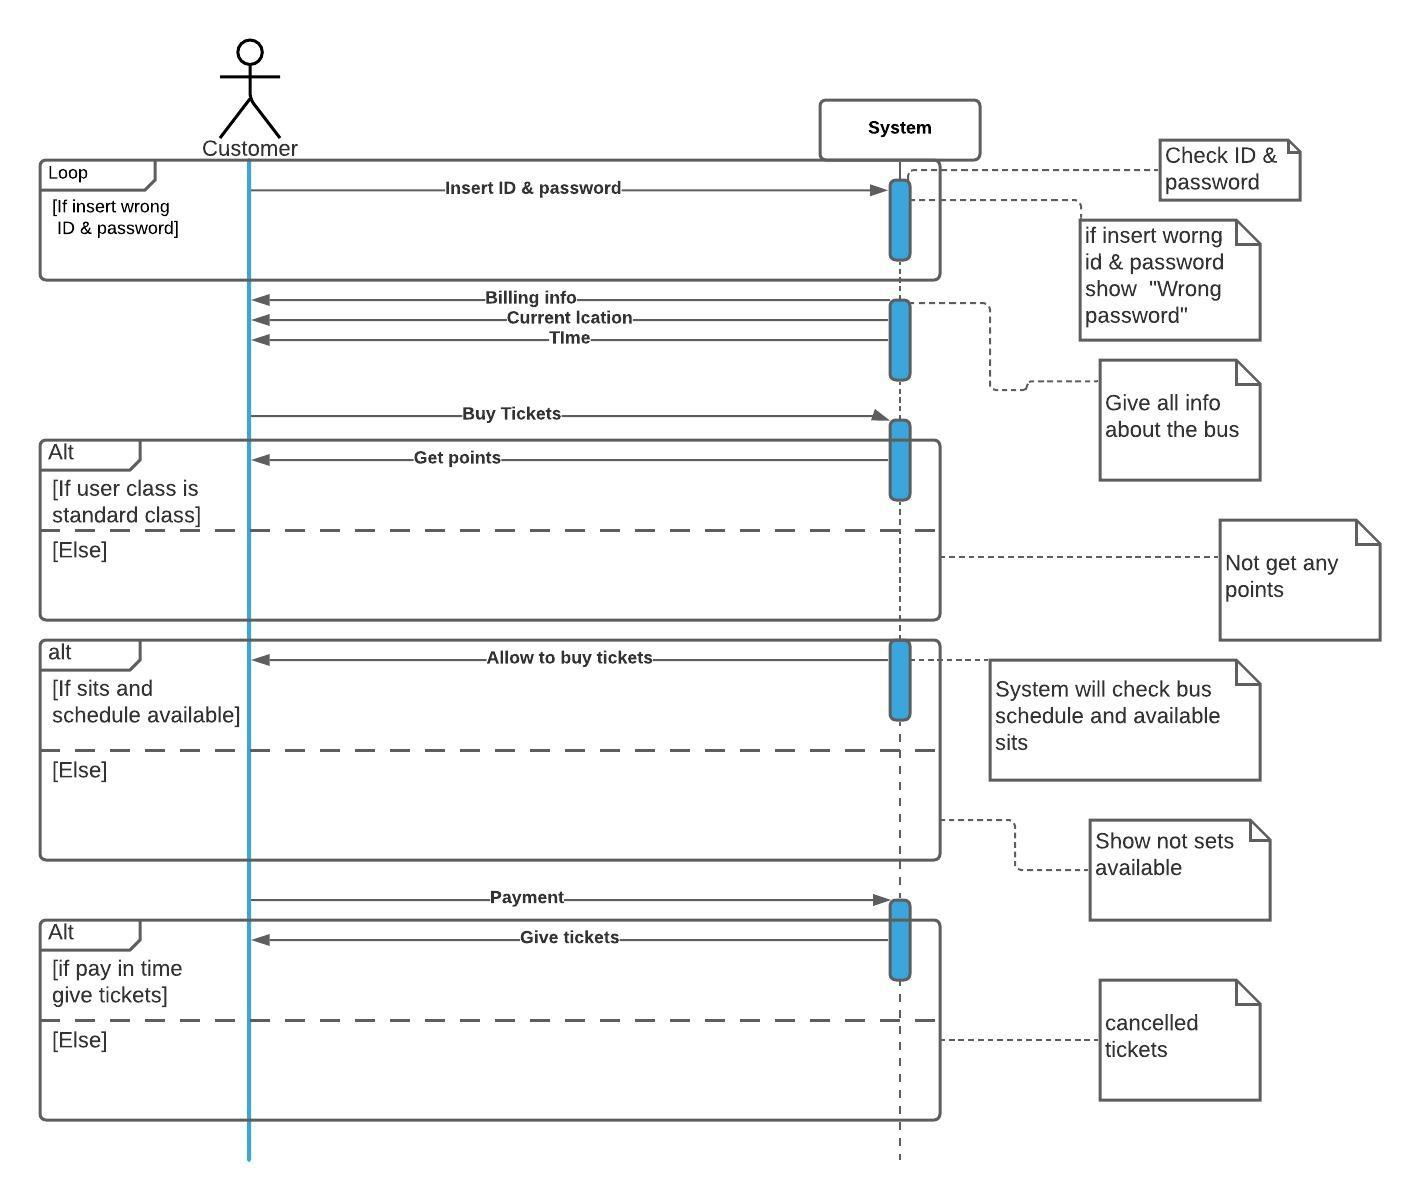 Customer
System
Loop
[If insert wrong
ID & password]
Insert ID & password
Check ID &
password
if insert worng
id & password
show "Wrong
password"
Billing info
Current lcation
TIme
Give all info
about the bus
Buy Tickets
Alt
Get points
[If user class is
standard class]
[Else]
Not get any
points
alt
Allow to buy tickets
[If sits and
schedule available]
System will check bus
schedule and available
sits
[Else]
Show not sets
available
Payment
Alt
Give tickets
[if pay in time
give tickets]
[Else]
cancelled
tickets